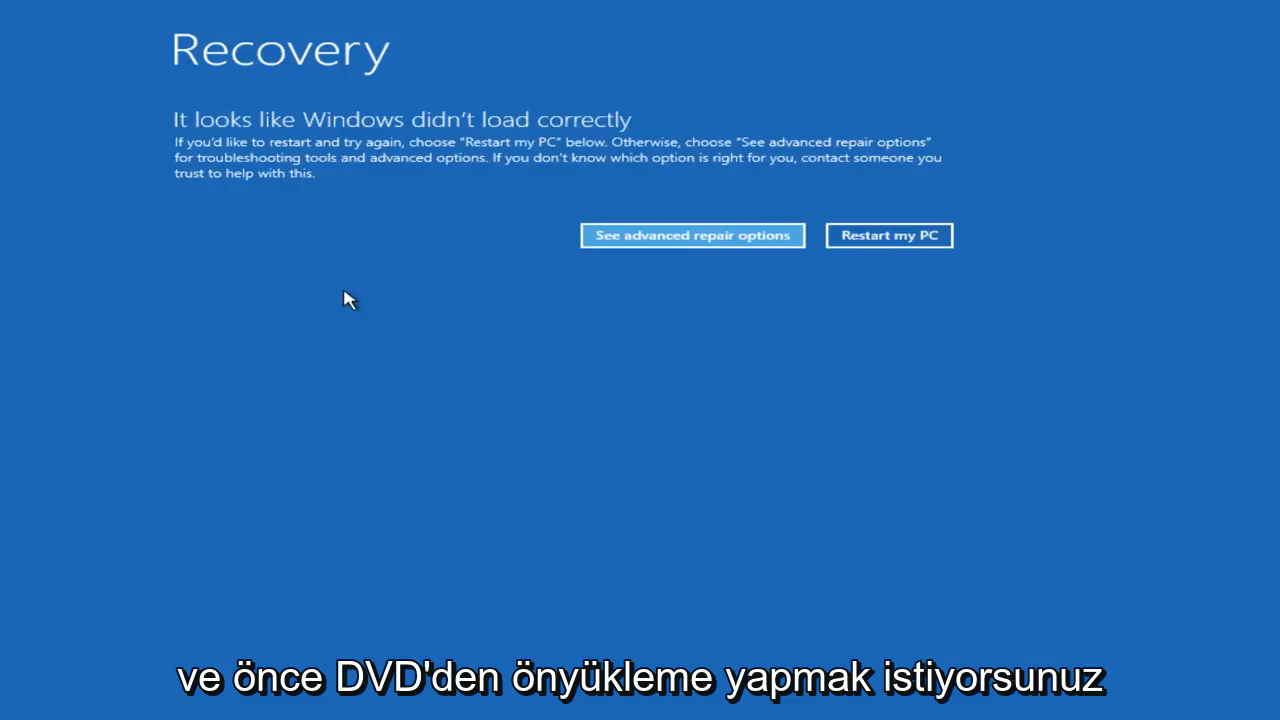 Recovery
It looks like Windows didn't load correctly
If you'd like to restart and try again, choose "Restart my PC" below. Otherwise, choose "See advanced repair options"
for troubleshooting tools and advanced options. If you don't know which option is right for you, contact someone you
trust to help with this.
See advanced repair options
Restart my PC
ve önce DVD'den önyükleme yapmak istiyorsunuz